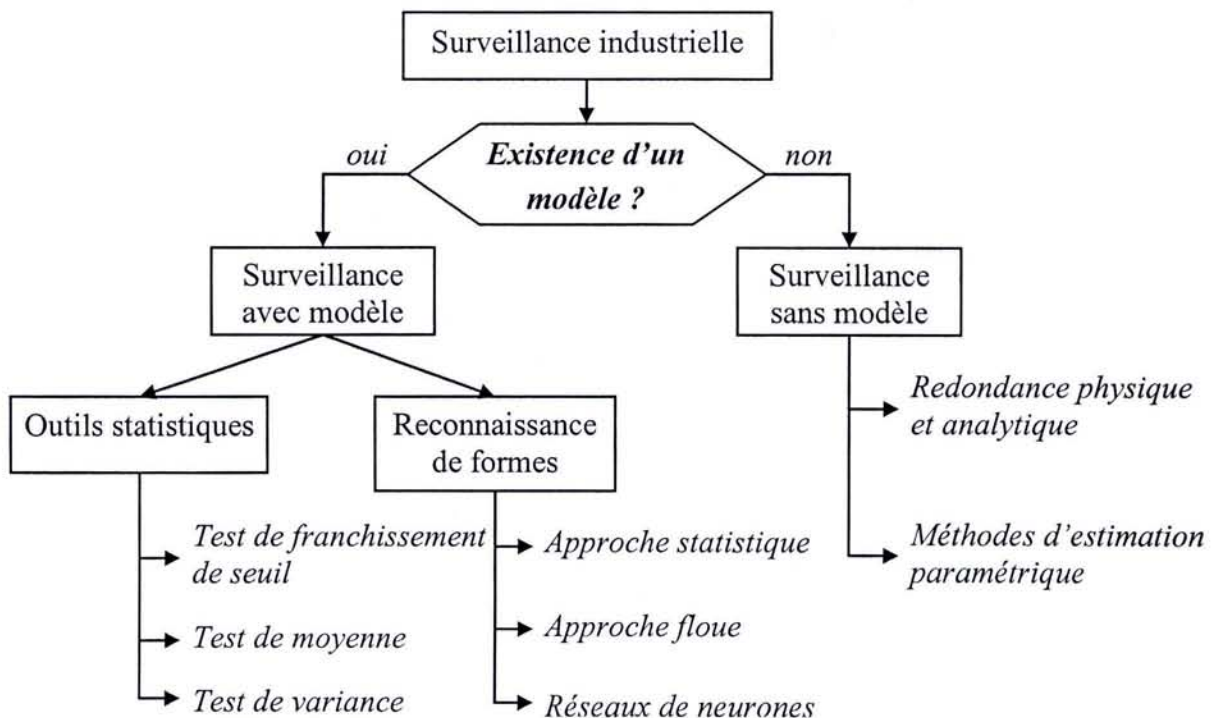 Surveillance industrielle
oui
Existence d'un
modèle ?
non
Surveillance
avec modèle
Surveillance
sans modèle
Outils statistiques
Reconnaissance
de formes
Redondance physique
et analytique
Test de franchissement
de seuil
Approche statistique
Méthodes d'estimation
paramétrique
Test de moyenne
Approche floue
Test de variance
Réseaux de neurones